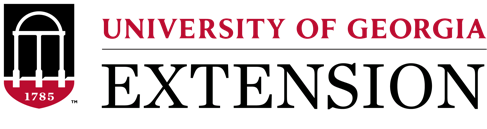 UNIVERSITY OF GEORGIA
EXTENSION
1785
™